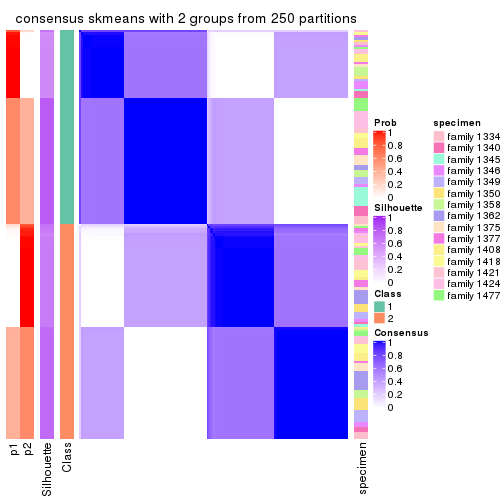 consensus skmeans with 2 groups from 250 partitions
Prob
1
0.8
0.6
0.4
0.2
0
Silhouette
1
0.8
0.6
0.4
0.2
0
Class
1
2
Consensus
1
0.8
0.6
0.4
0.2
0
specimen
family 1334
family 1340
family 1345
family 1346
family 1349
family 1350
family 1358
family 1362
family 1375
family 1377
family 1408
family 1418
family 1421
family 1424
family 1477
p1
p2
Silhouette
Class
specimen